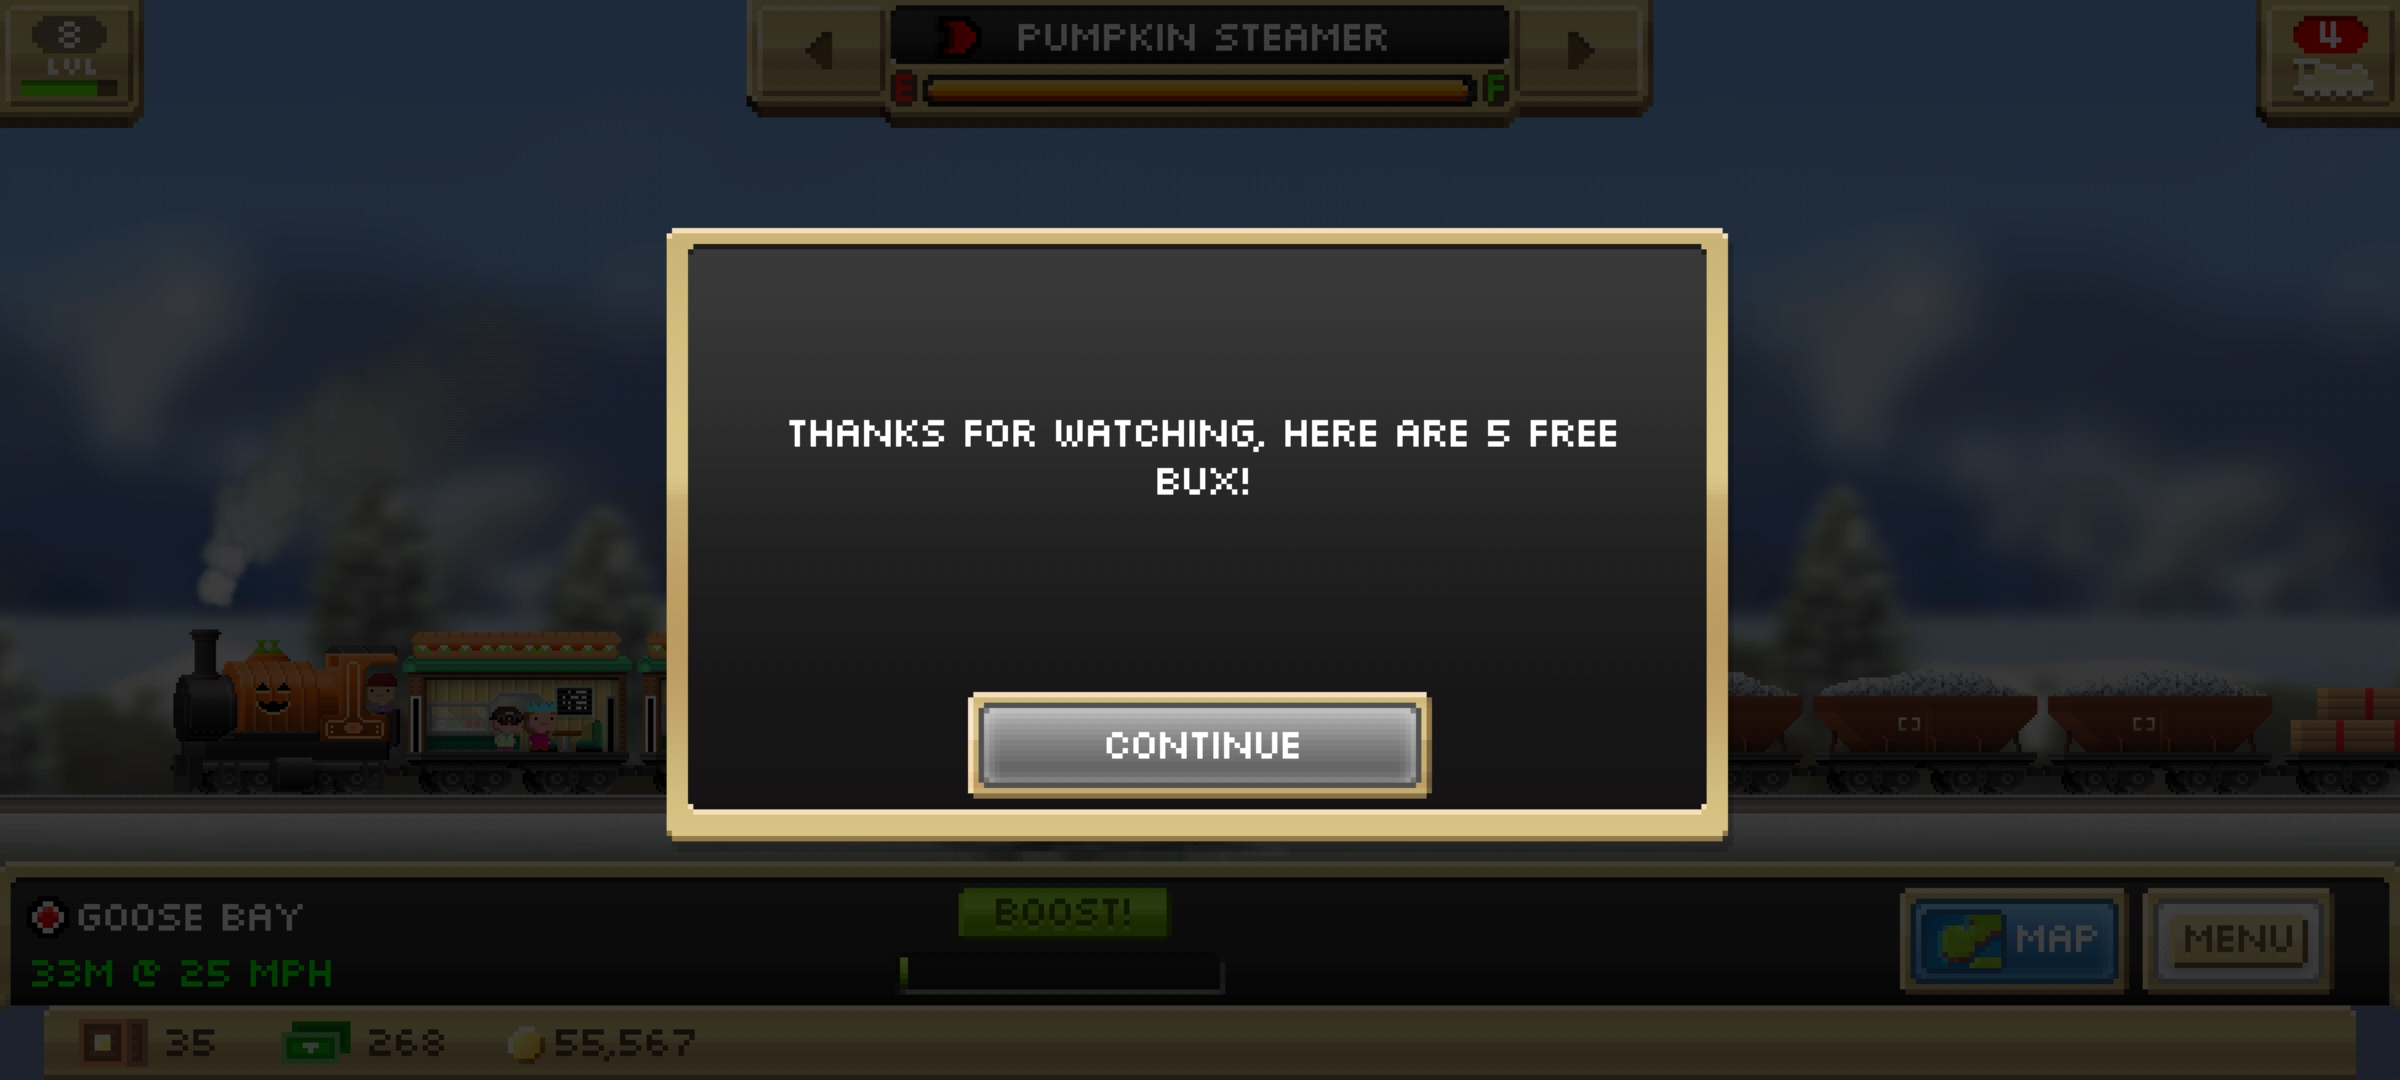 8
LVL
PUMPKIN STEAMER
E F
4
THANKS FOR WATCHING, HERE ARE 5 FREE
BUX!
CONTINUE
GOOSE BAY
33M @ 25 MPH
BOOST!
MAP
MENU
35 268 55,567